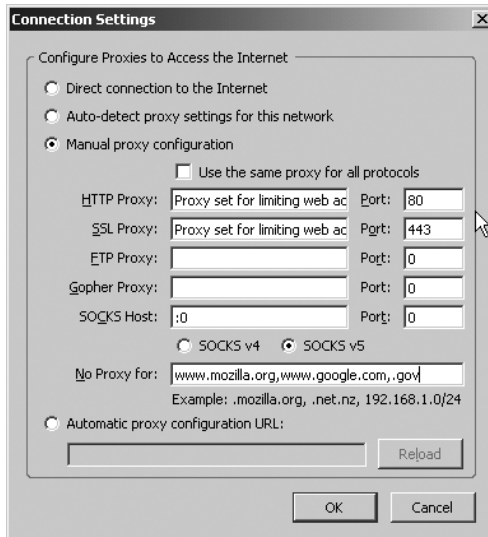 Connection Settings
Configure Proxies to Access the Internet
Direct connection to the Internet
Auto-detect proxy settings for this network
Manual proxy configuration
Use the same proxy for all protocols
HTTP Proxy: Proxy set for limiting web ac Port: 80
SSL Proxy: Proxy set for limiting web ac Port: 443
FTP Proxy: Port: 0
Gopher Proxy: Port: 0
SOCKS Host: :0 Port: 0
SOCKS v4 SOCKS v5
No Proxy for: www.mozilla.org,www.google.com,.gov
Example: .mozilla.org, .net.nz, 192.168.1.0/24
Automatic proxy configuration URL:
Reload
OK Cancel